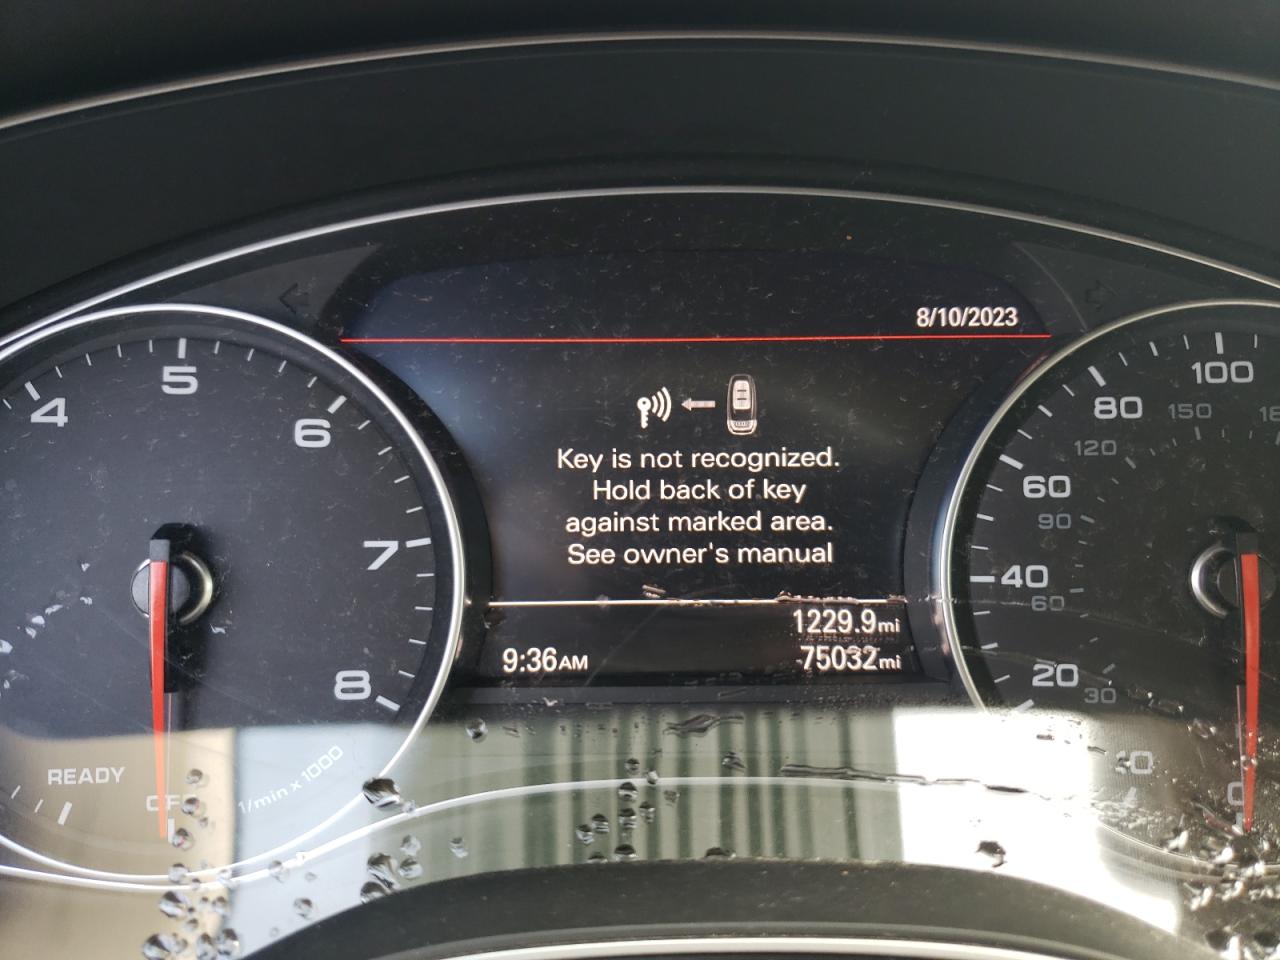 8/10/2023
Key is not recognized.
Hold back of key
against marked area.
See owner's manual
1229.9mi
9:36AM
75032mi
4
5
6
7
8
READY
1/min x 1000
100
80
150
120
60
90
40
60
20
30